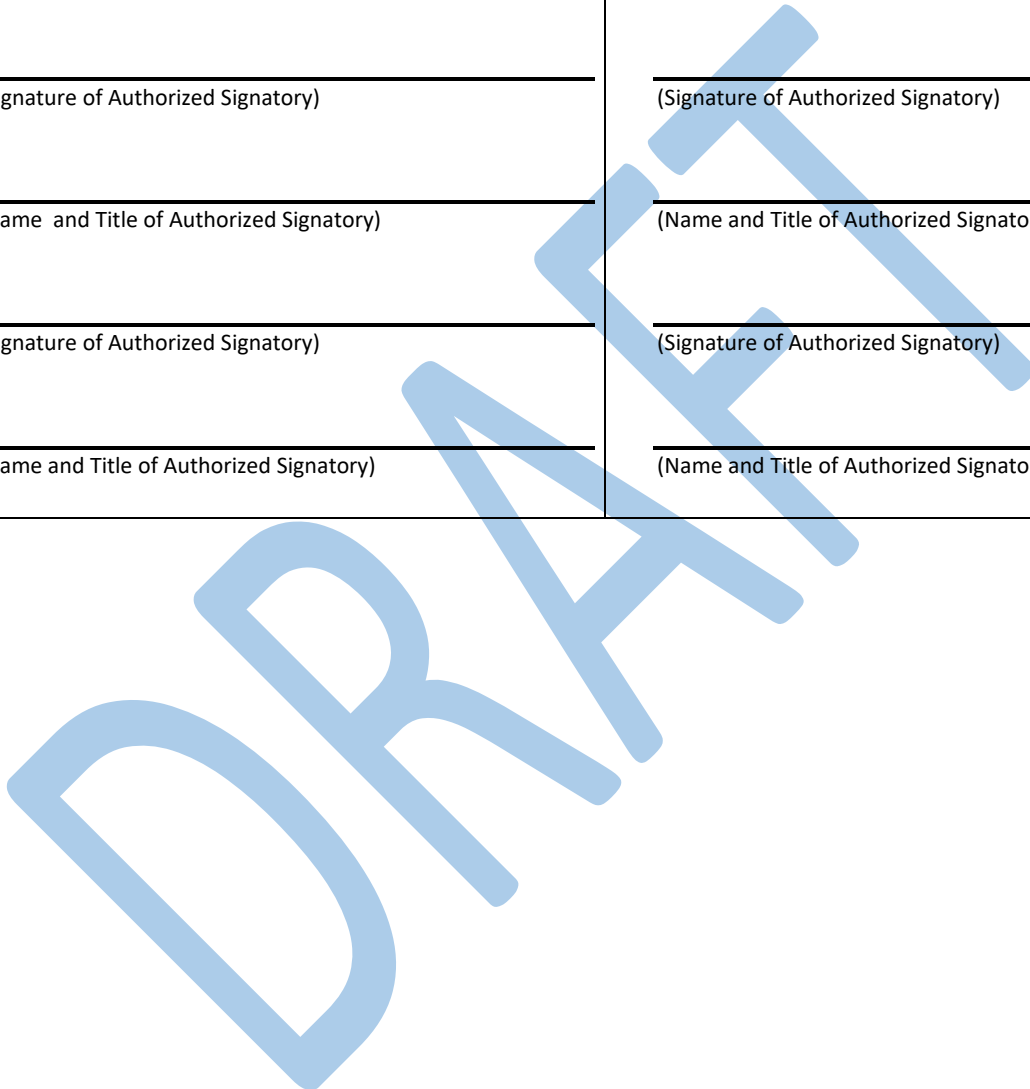 gnature of Authorized Signatory)
ame  and Title of Authorized Signatory)
gnature of Authorized Signatory)
ame and Title of Authorized Signatory)
(Signature of Authorized Signatory)
(Name and Title of Authorized Signato
(Signature of Authorized Signatory)
(Name and Title of Authorized Signato
DRAFT